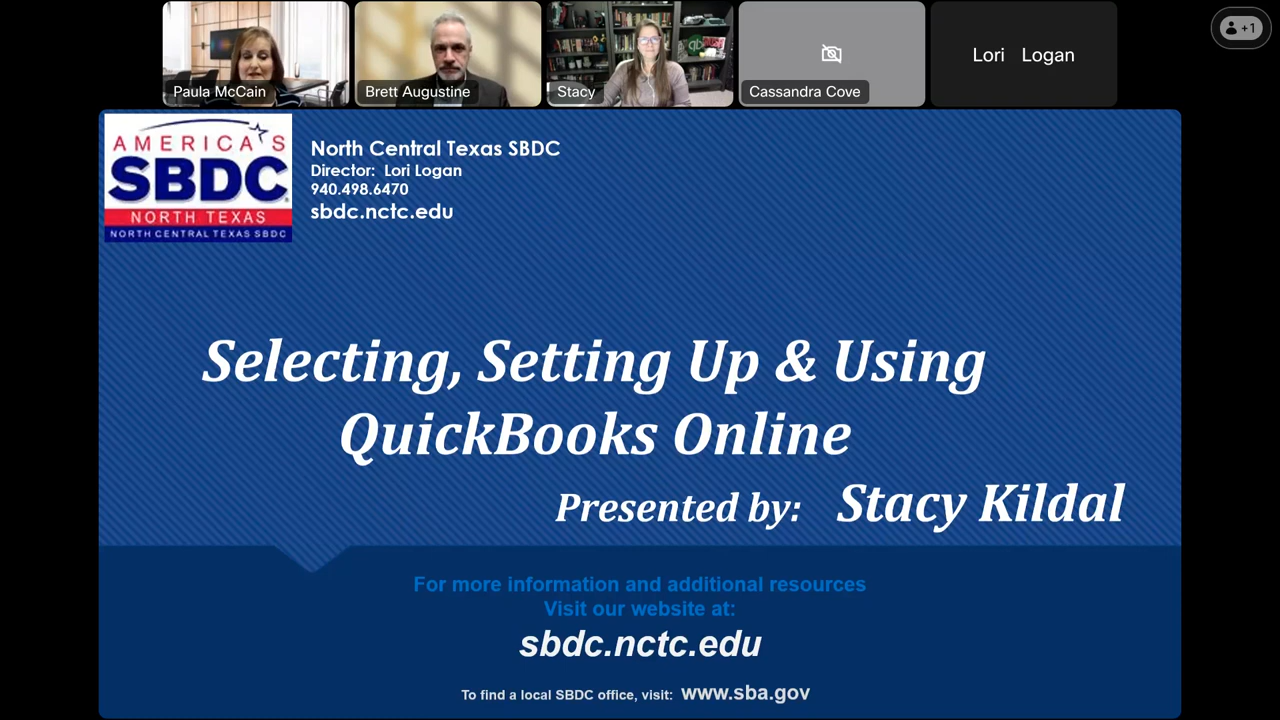 Paula McCain
Brett Augustine
Stacy
Cassandra Cove
Lori Logan
+1
AMERICA'S
SBDC
NORTH TEXAS
NORTH CENTRAL TEXAS SBDC
North Central Texas SBDC
Director: Lori Logan
940.498.6470
sbdc.nctc.edu
Selecting, Setting Up & Using
QuickBooks Online
Presented by: Stacy Kildal
For more information and additional resources
Visit our website at:
sbdc.nctc.edu
To find a local SBDC office, visit: www.sba.gov